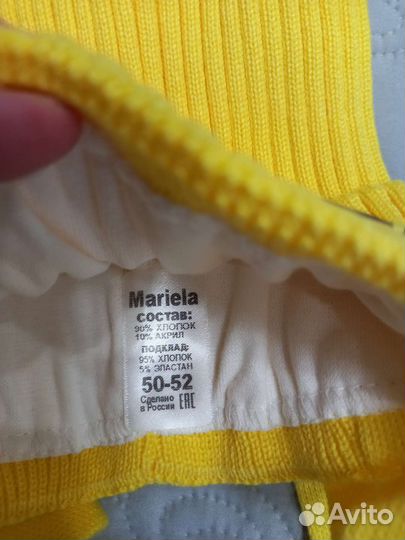 Mariela
СОСТАВ:
90% ХЛОПОК
10% АКРИЛ
ПОДКЛАД:
95% ХЛОПОК
5% ЭЛАСТАН
50-52
Сделано
в России EAC
Avito